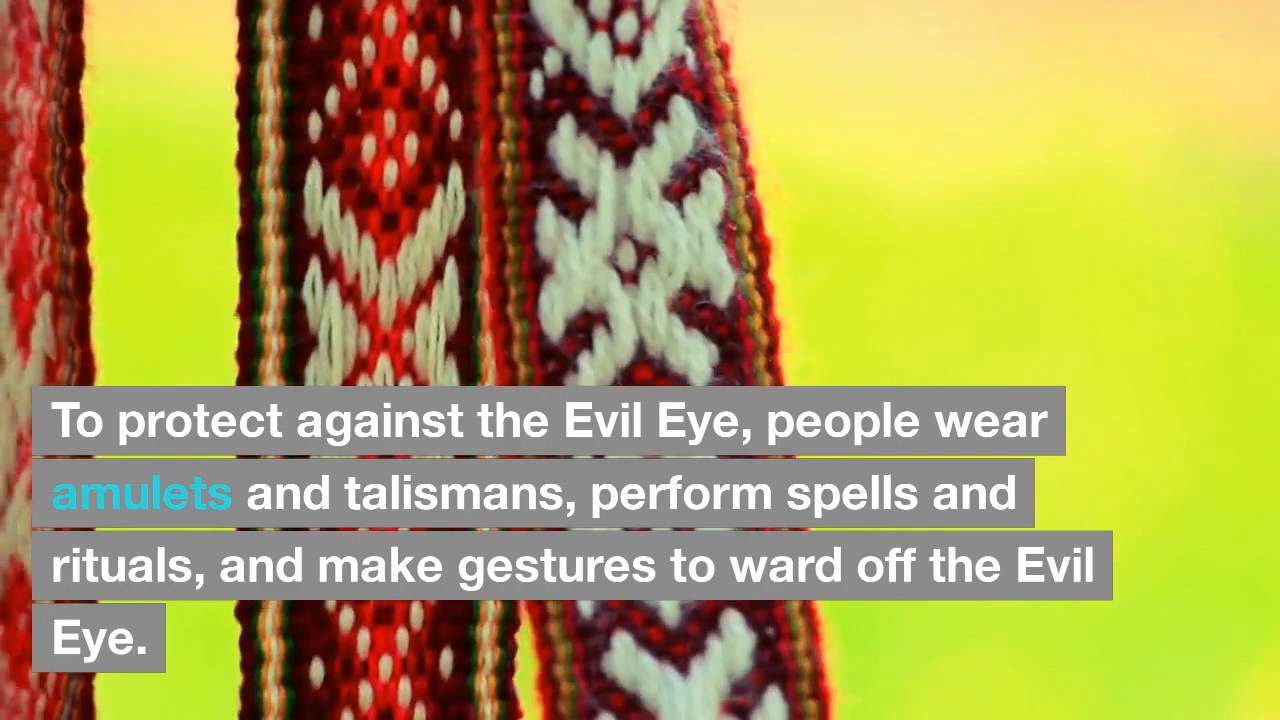 To protect against the Evil Eye, people wear
amulets and talismans, perform spells and
rituals, and make gestures to ward off the Evil
Eye.